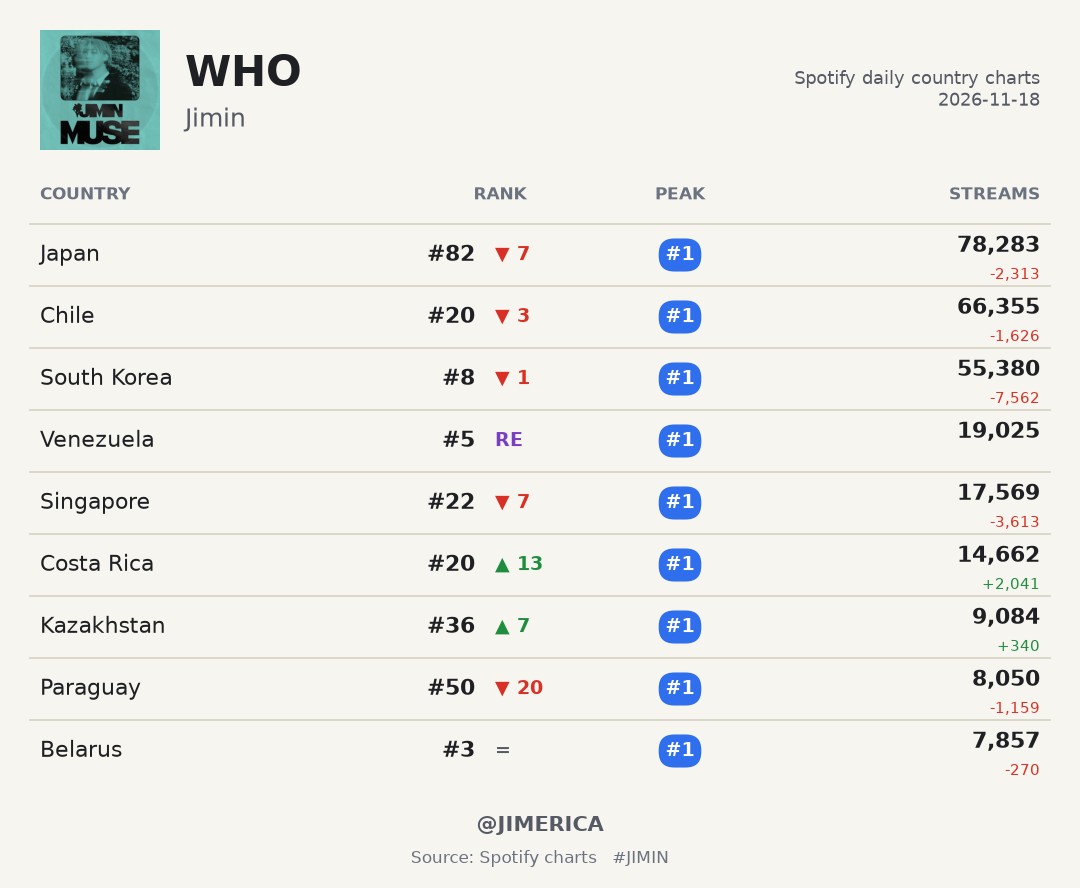 JIMIN
MUSE
WHO
Jimin
Spotify daily country charts
2026-11-18
COUNTRY RANK PEAK STREAMS
Japan #82 ▼ 7 #1 78,283
-2,313
Chile #20 ▼ 3 #1 66,355
-1,626
South Korea #8 ▼ 1 #1 55,380
-7,562
Venezuela #5 RE #1 19,025
Singapore #22 ▼ 7 #1 17,569
-3,613
Costa Rica #20 ▲ 13 #1 14,662
+2,041
Kazakhstan #36 ▲ 7 #1 9,084
+340
Paraguay #50 ▼ 20 #1 8,050
-1,159
Belarus #3 = #1 7,857
-270
@JIMERICA
Source: Spotify charts #JIMIN